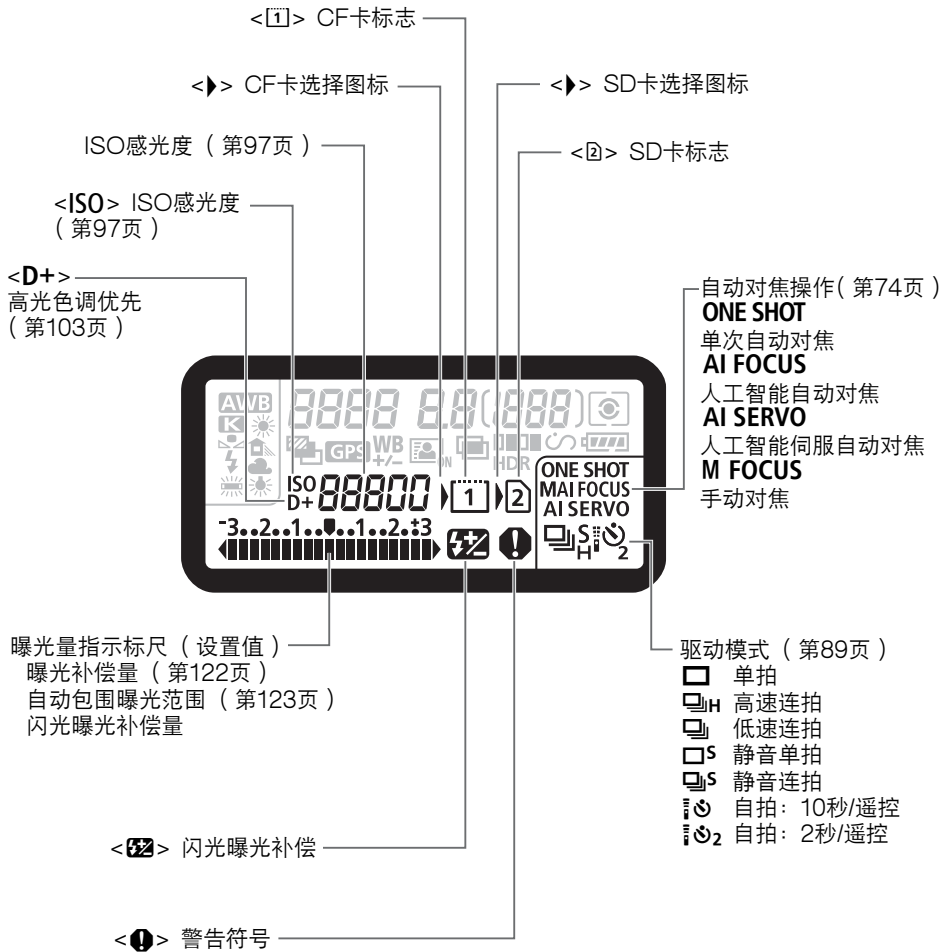 <1> CF卡标志
<▶> CF卡选择图标
<▶> SD卡选择图标
ISO感光度（第97页）
<2> SD卡标志
<ISO> ISO感光度
（第97页）
<D+>
高光色调优先
（第103页）
自动对焦操作（第74页）
ONE SHOT
单次自动对焦
AI FOCUS
人工智能自动对焦
AI SERVO
人工智能伺服自动对焦
M FOCUS
手动对焦
AWB 8888 8.8(1888)
K GPS WB +/- ON HDR
ISO
D+ 88800 1 2
ONE SHOT
MAI FOCUS
AI SERVO
-3..2..1....1..2.:+3
S H 2
曝光量指示标尺（设置值）
曝光补偿量（第122页）
自动包围曝光范围（第123页）
闪光曝光补偿量
驱动模式（第89页）
单拍
H 高速连拍
低速连拍
S 静音单拍
S 静音连拍
自拍：10秒/遥控
2 自拍：2秒/遥控
<> 闪光曝光补偿
<!> 警告符号